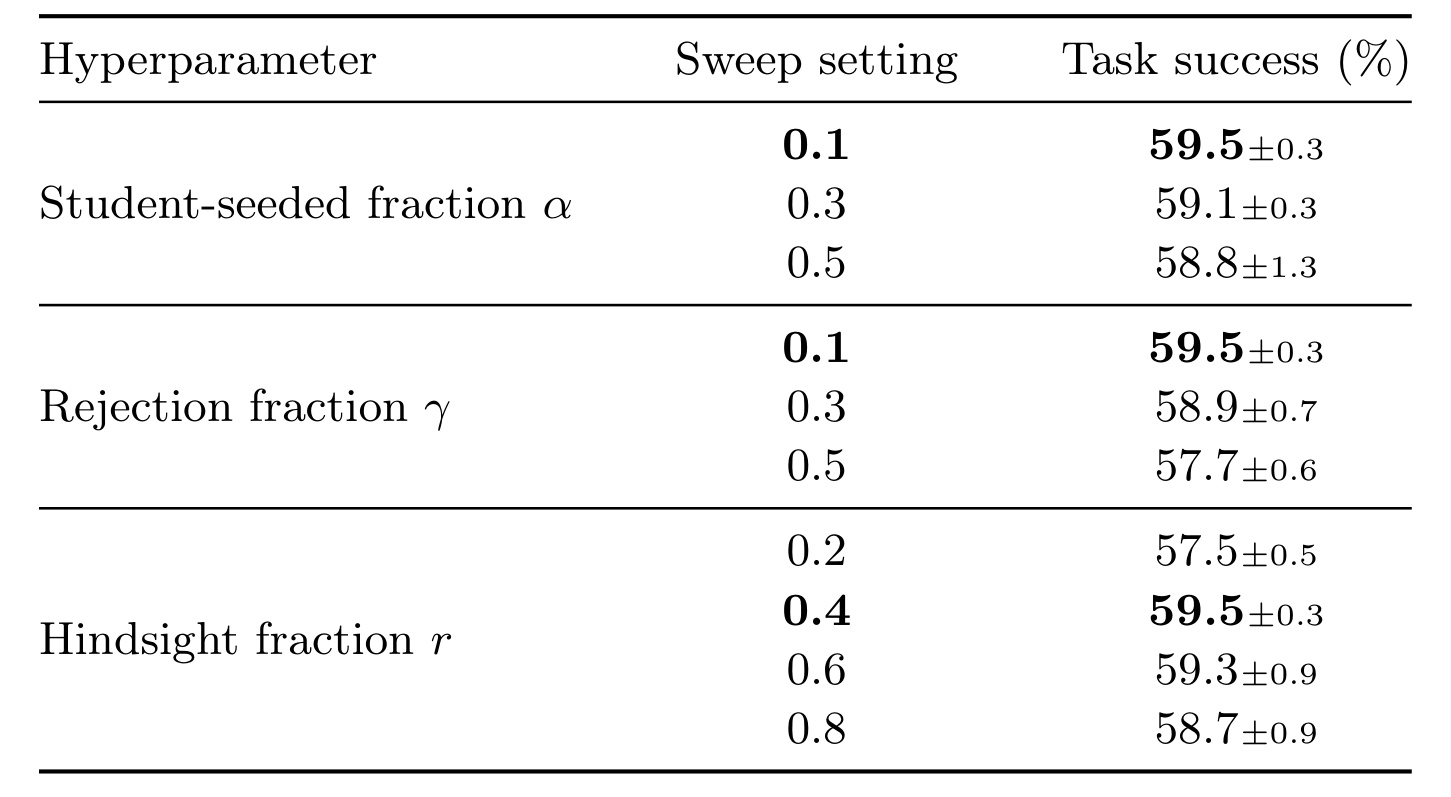 Hyperparameter Sweep setting Task success (%)
0.1 59.5±0.3
Student-seeded fraction α 0.3 59.1±0.3
0.5 58.8±1.3
0.1 59.5±0.3
Rejection fraction γ 0.3 58.9±0.7
0.5 57.7±0.6
0.2 57.5±0.5
0.4 59.5±0.3
Hindsight fraction r
0.6 59.3±0.9
0.8 58.7±0.9